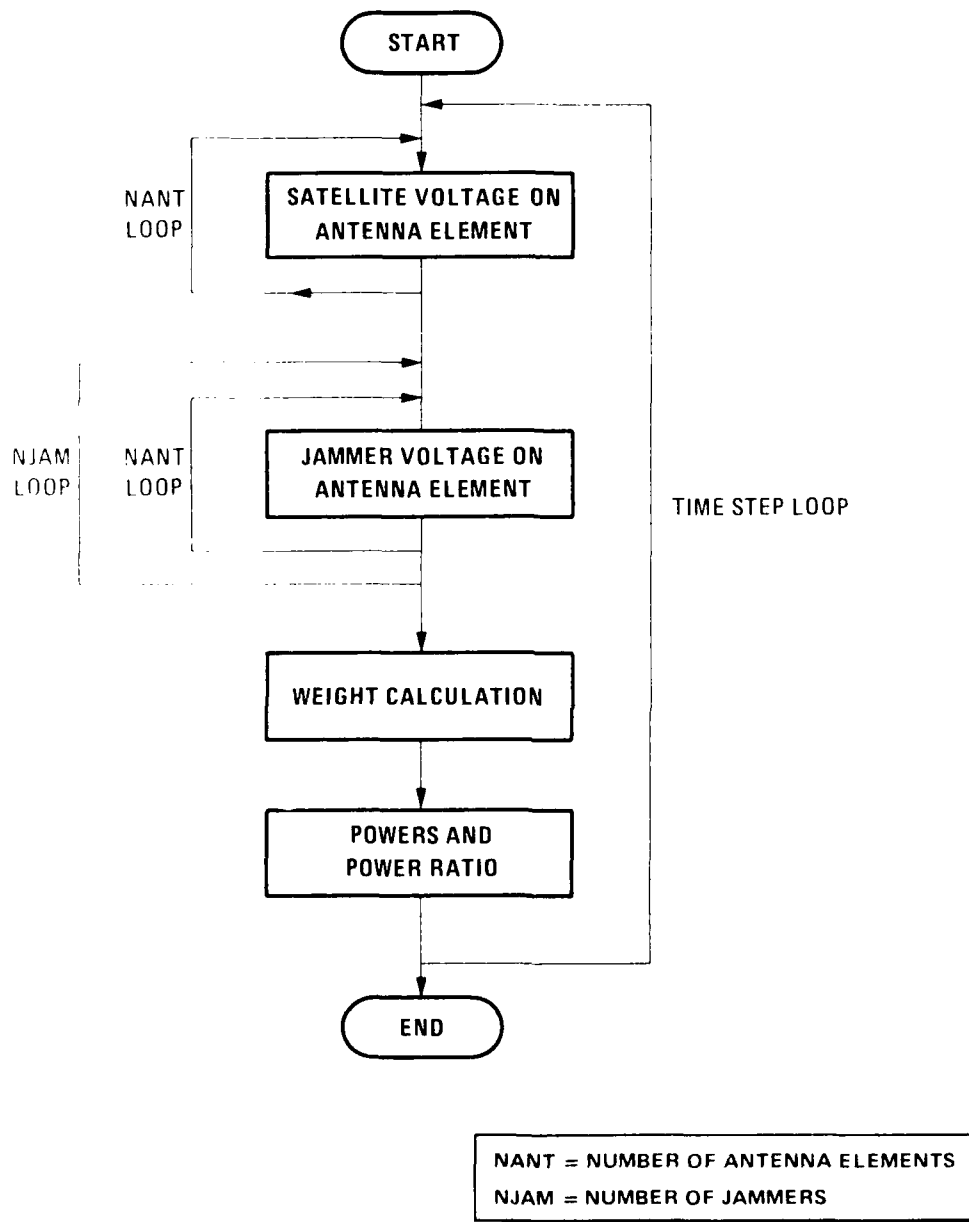 START
NANT
LOOP
SATELLITE VOLTAGE ON
ANTENNA ELEMENT
NJAM
LOOP
NANT
LOOP
JAMMER VOLTAGE ON
ANTENNA ELEMENT
TIME STEP LOOP
WEIGHT CALCULATION
POWERS AND
POWER RATIO
END
NANT = NUMBER OF ANTENNA ELEMENTS
NJAM = NUMBER OF JAMMERS